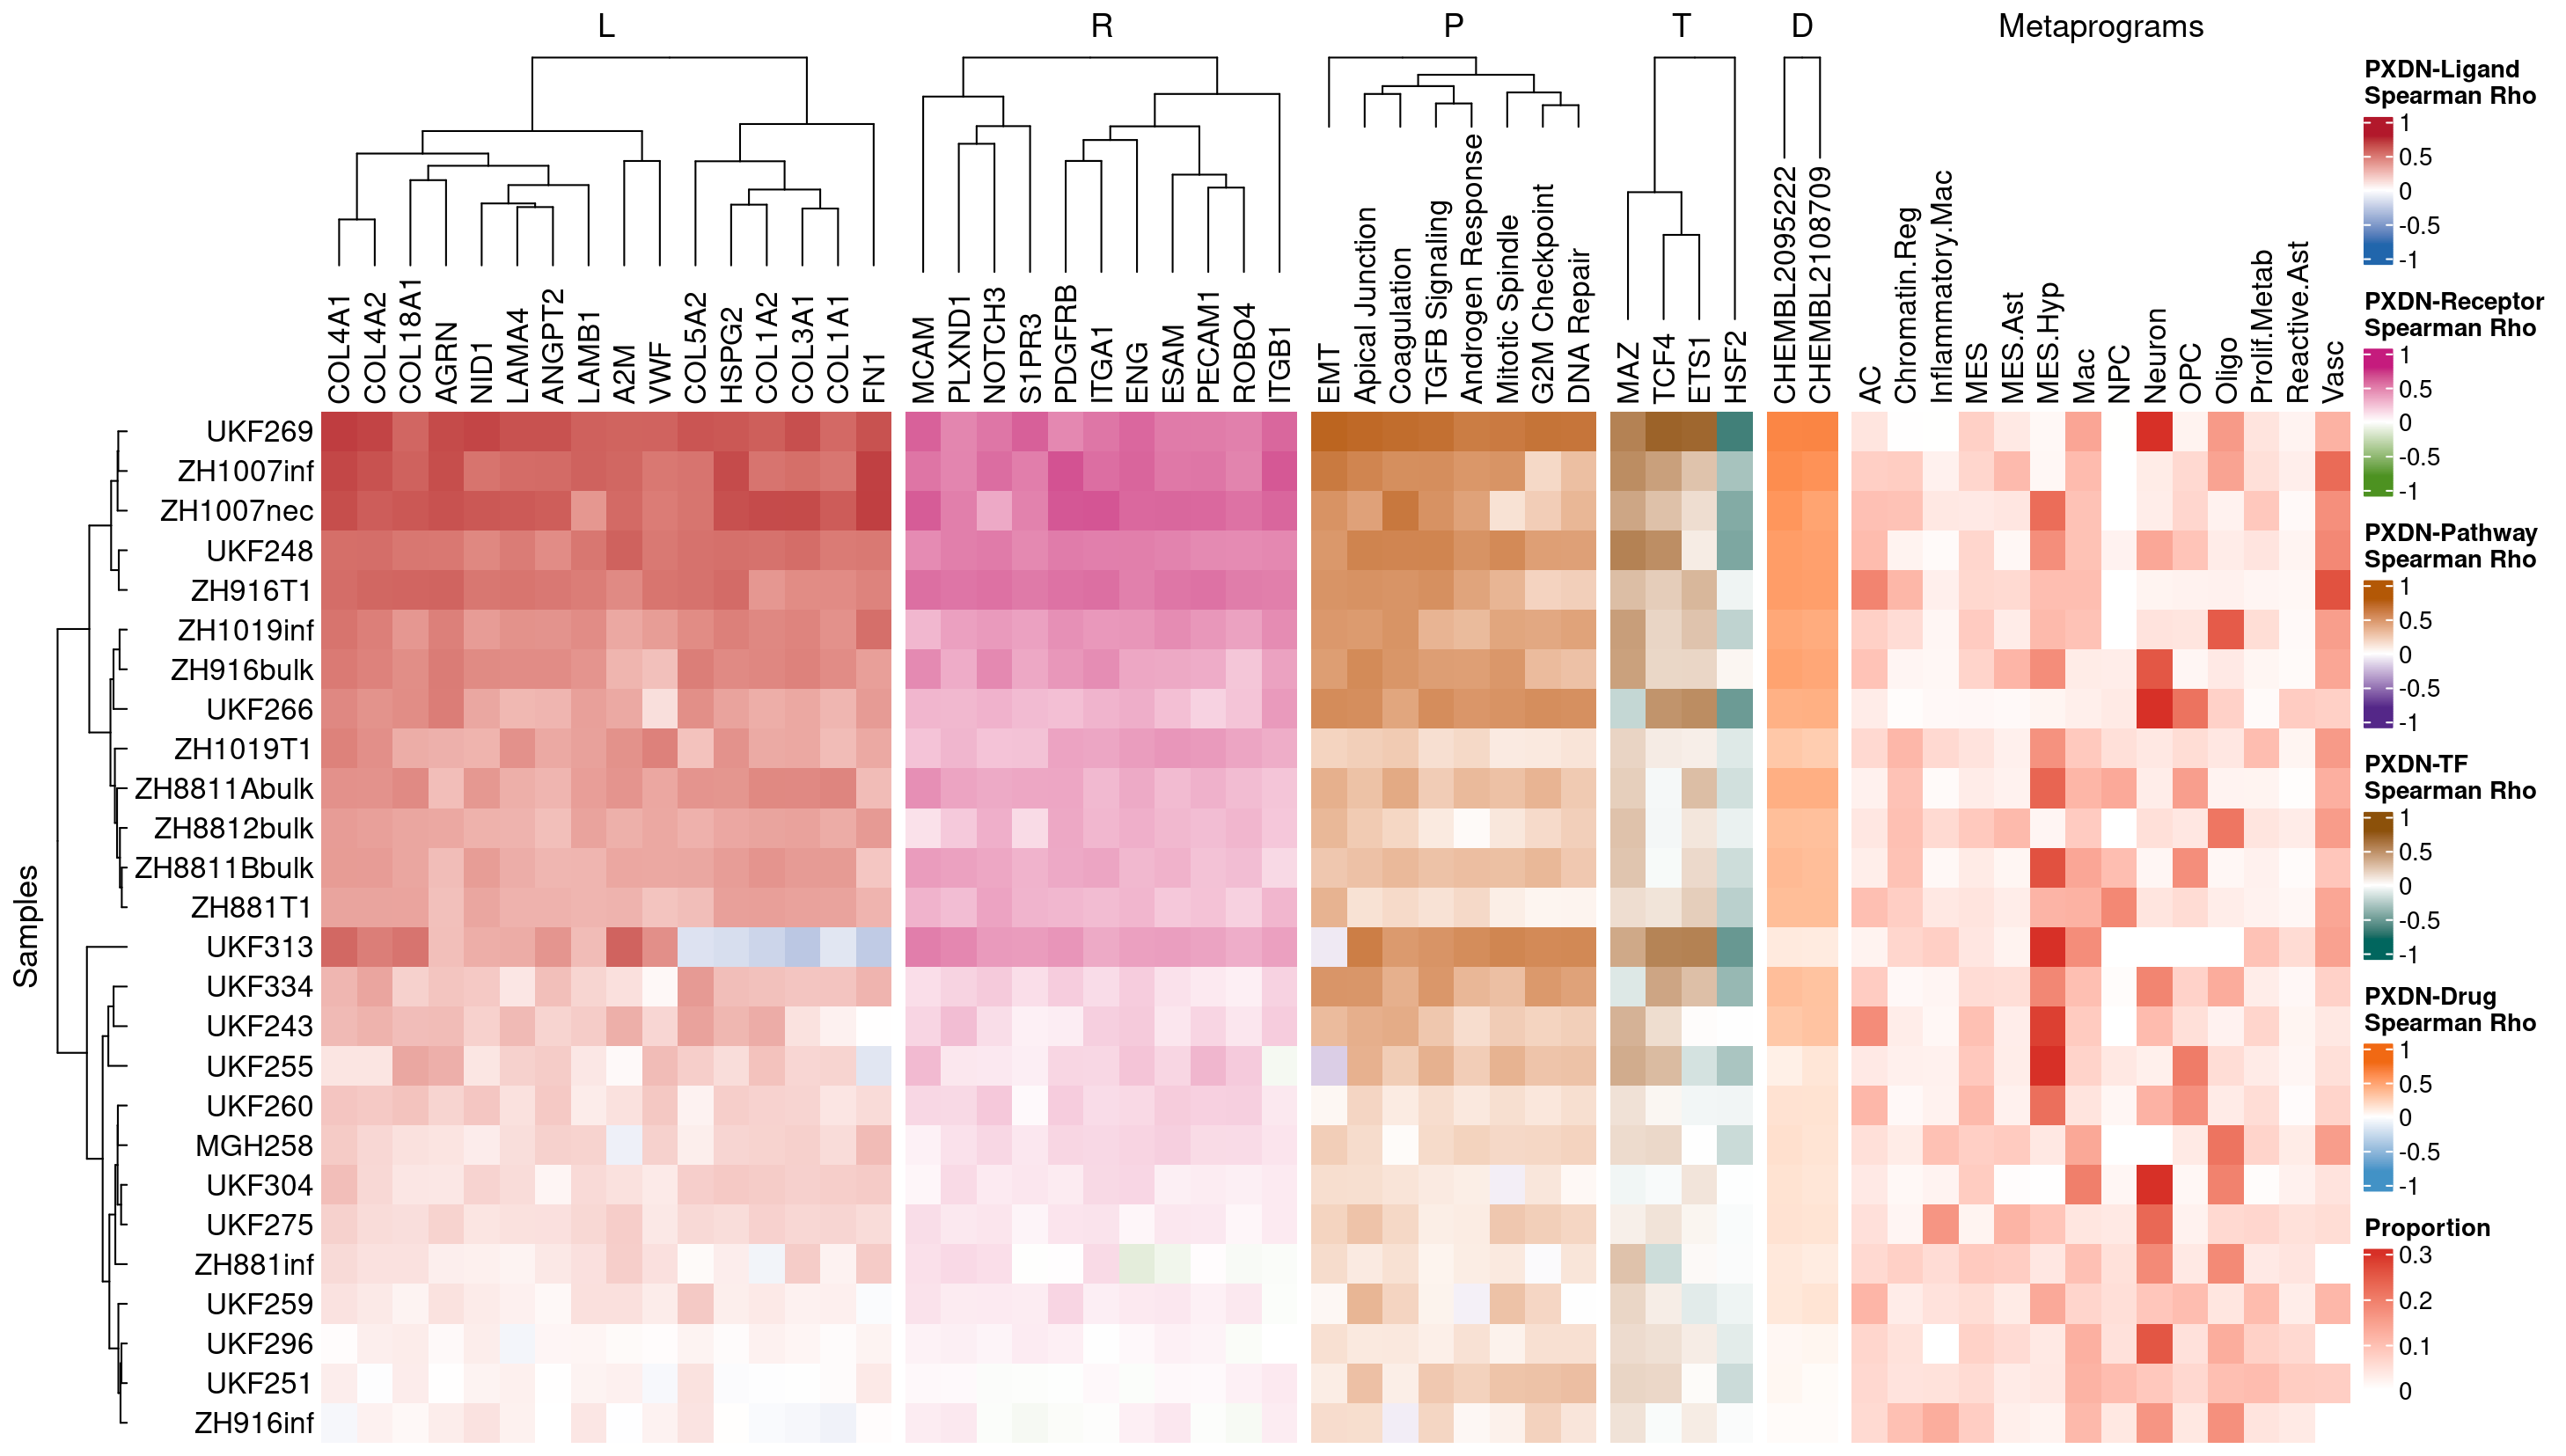 L R P T D Metaprograms
COL4A1 COL4A2 COL18A1 AGRN NID1 LAMA4 ANGPT2 LAMB1 A2M VWF COL5A2 HSPG2 COL1A2 COL3A1 COL1A1 FN1
MCAM PLXND1 NOTCH3 S1PR3 PDGFRB ITGA1 ENG ESAM PECAM1 ROBO4 ITGB1
EMT
Apical Junction
Coagulation
TGFB Signaling
Androgen Response
Mitotic Spindle
G2M Checkpoint
DNA Repair
MAZ TCF4 ETS1 HSF2
CHEMBL2095222
CHEMBL2108709
AC Chromatin.Reg Inflammatory.Mac MES MES.Ast MES.Hyp Mac NPC Neuron OPC Oligo Prolif.Metab Reactive.Ast Vasc
Samples
UKF269
ZH1007inf
ZH1007nec
UKF248
ZH916T1
ZH1019inf
ZH916bulk
UKF266
ZH1019T1
ZH8811Abulk
ZH8812bulk
ZH8811Bbulk
ZH881T1
UKF313
UKF334
UKF243
UKF255
UKF260
MGH258
UKF304
UKF275
ZH881inf
UKF259
UKF296
UKF251
ZH916inf
PXDN-Ligand
Spearman Rho
1
0.5
0
-0.5
-1
PXDN-Receptor
Spearman Rho
1
0.5
0
-0.5
-1
PXDN-Pathway
Spearman Rho
1
0.5
0
-0.5
-1
PXDN-TF
Spearman Rho
1
0.5
0
-0.5
-1
PXDN-Drug
Spearman Rho
1
0.5
0
-0.5
-1
Proportion
0.3
0.2
0.1
0